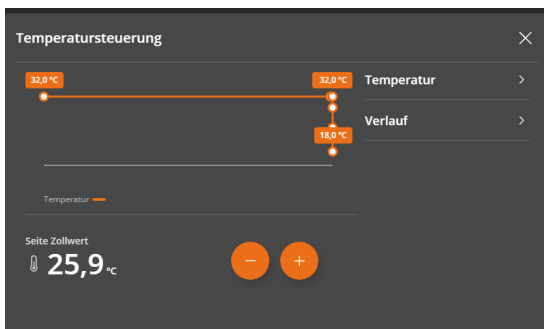 Temperatursteuerung
32,0 °C
32,0 °C
18,0 °C
Temperatur
Temperatur
Verlauf
Seite Zollwert
25,9 °C